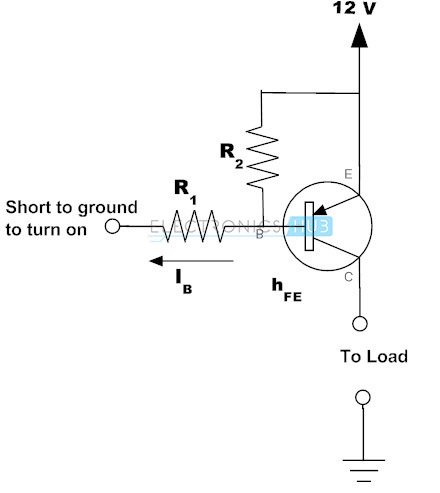 12 V
E
R2
R1
Short to ground
to turn on
ELECTRONICS HUB
B
IB
hFE
C
To Load